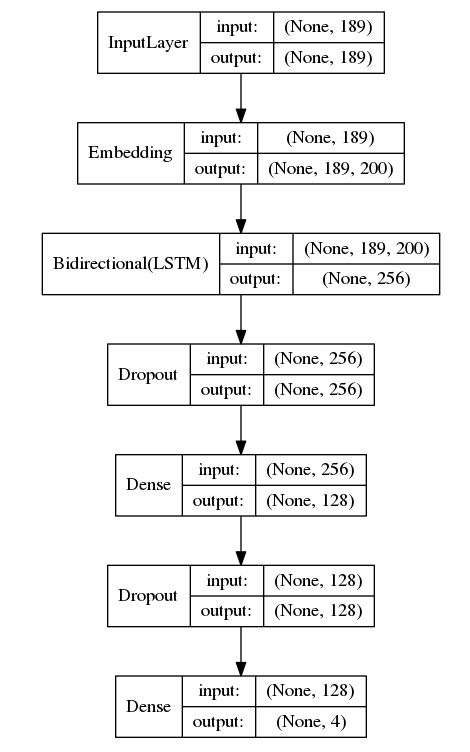 InputLayer
input: (None, 189)
output: (None, 189)
Embedding
input: (None, 189)
output: (None, 189, 200)
Bidirectional(LSTM)
input: (None, 189, 200)
output: (None, 256)
Dropout
input: (None, 256)
output: (None, 256)
Dense
input: (None, 256)
output: (None, 128)
Dropout
input: (None, 128)
output: (None, 128)
Dense
input: (None, 128)
output: (None, 4)